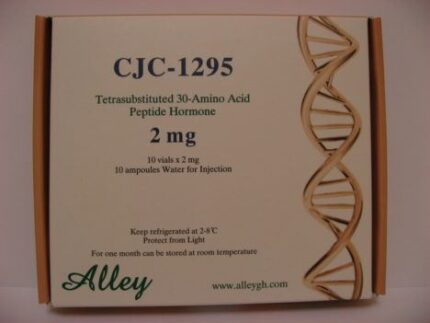 CJC-1295
Tetrasubstituted 30-Amino Acid
Peptide Hormone
2 mg
10 vials x 2 mg
10 ampoules Water for Injection
Keep refrigerated at 2-8℃
Protect from Light
For one month can be stored at room temperature
Alley
www.alleygh.com